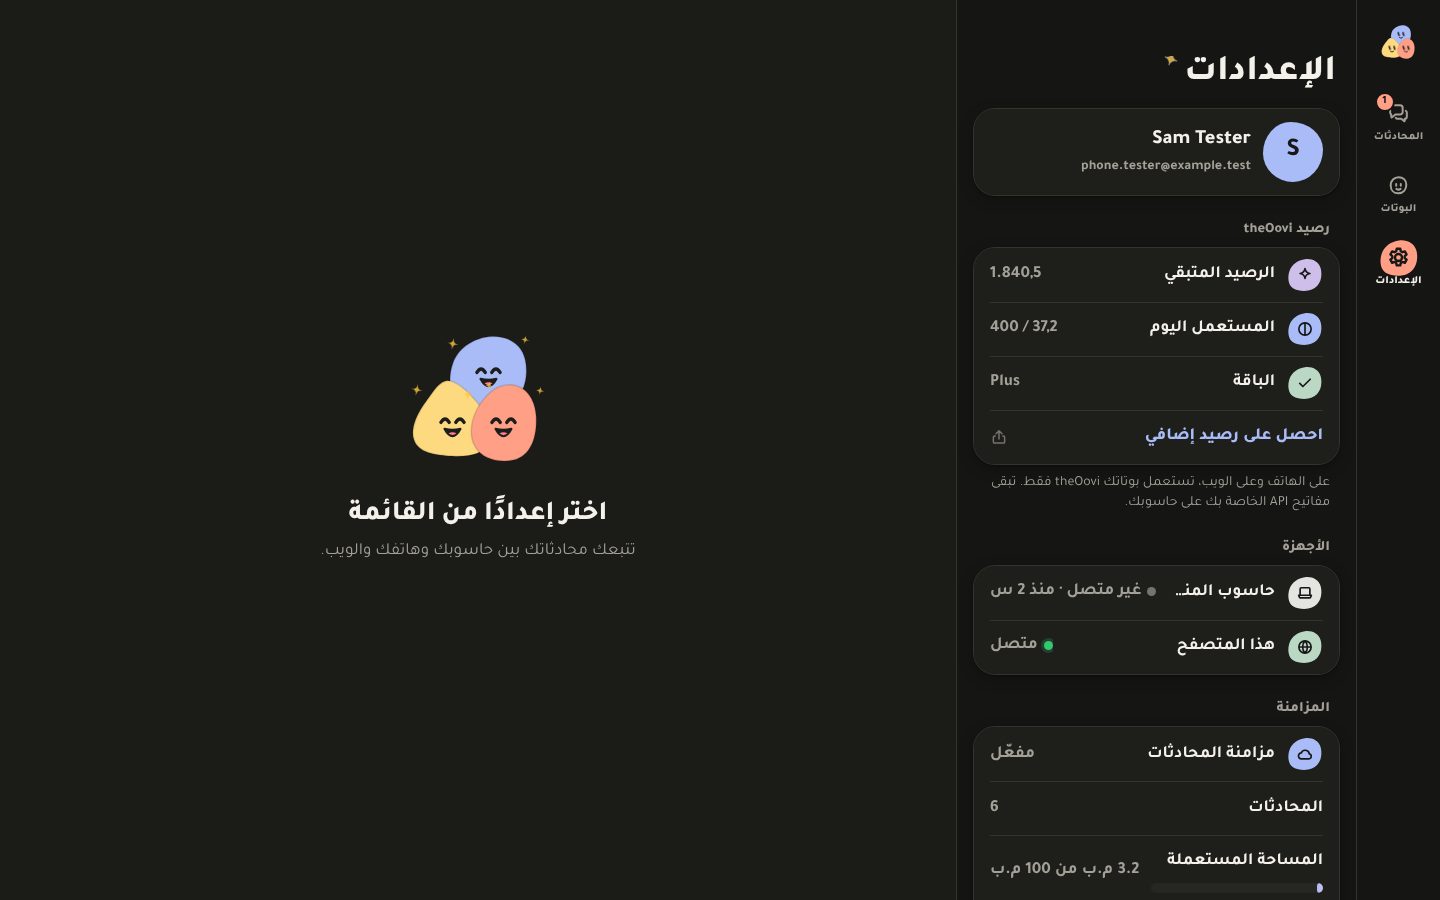 1
المحادثات
البوتات
الإعدادات
الإعدادات
S
Sam Tester
phone.tester@example.test
رصيد theOovi
الرصيد المتبقي 1.840,5
المستعمل اليوم 37,2 / 400
الباقة Plus
احصل على رصيد إضافي
على الهاتف وعلى الويب، تستعمل بوتاتك theOovi فقط. تبقى
مفاتيح API الخاصة بك على حاسوبك.
الأجهزة
حاسوب المنـ… غير متصل · منذ 2 س
هذا المتصفح متصل
المزامنة
مزامنة المحادثات مفعّل
المحادثات 6
المساحة المستعملة 3.2 م.ب من 100 م.ب
اختر إعدادًا من القائمة
تتبعك محادثاتك بين حاسوبك وهاتفك والويب.